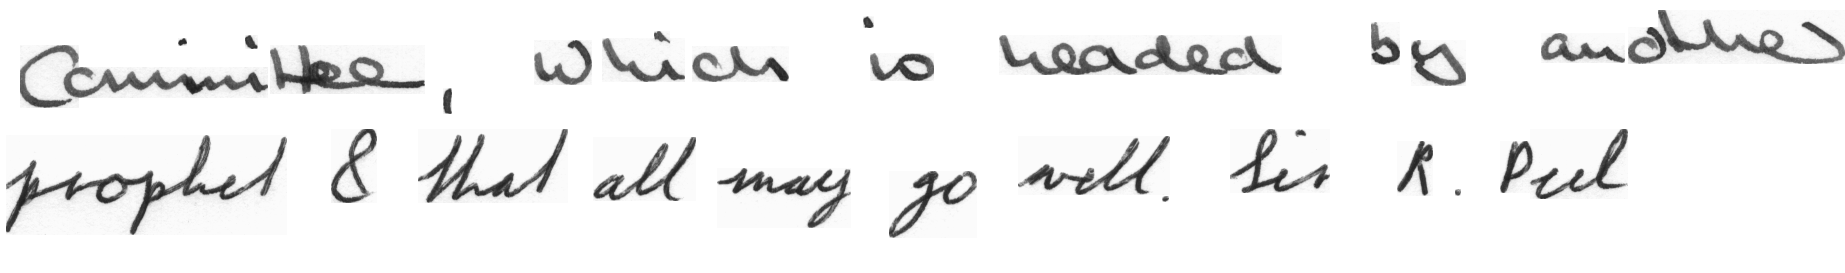 Committee, which is headed by another
prophet & that all may go well. Sir R. Peel